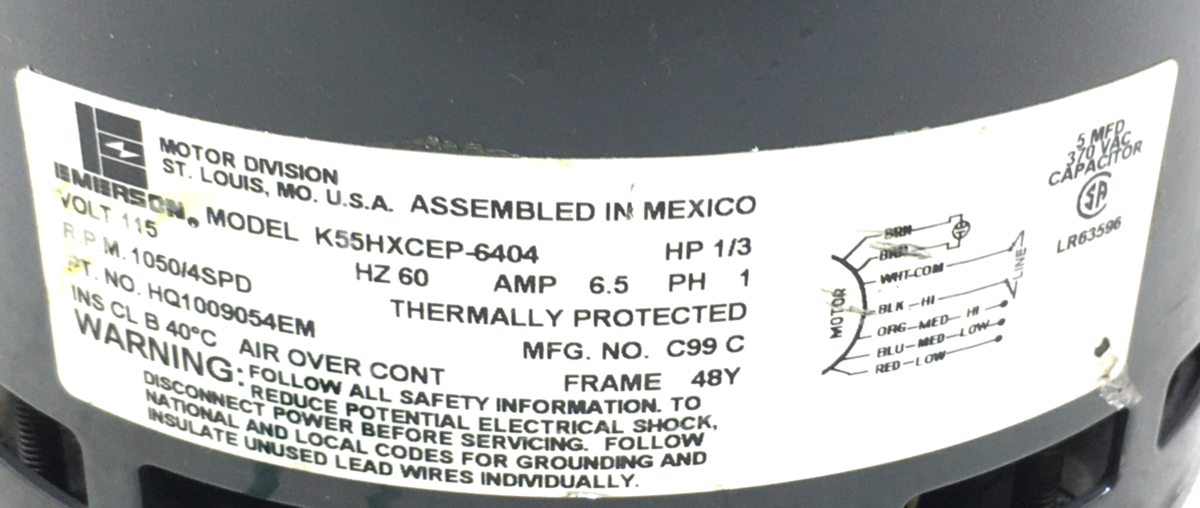 EMERSON®
MOTOR DIVISION
ST. LOUIS, MO. U.S.A. ASSEMBLED IN MEXICO
MODEL K55HXCEP-6404 HP 1/3
VOLT 115 HZ 60 AMP 6.5 PH 1
R.P.M. 1050/4SPD THERMALLY PROTECTED
PT. NO. HQ1009054EM MFG. NO. C99 C
INS CL B 40°C AIR OVER CONT FRAME 48Y
WARNING: FOLLOW ALL SAFETY INFORMATION. TO
REDUCE POTENTIAL ELECTRICAL SHOCK,
DISCONNECT POWER BEFORE SERVICING. FOLLOW
NATIONAL AND LOCAL CODES FOR GROUNDING AND
INSULATE UNUSED LEAD WIRES INDIVIDUALLY.
MOTOR
BRN
BRN
WHT-COM
BLK-HI
ORG-MED-HI
BLU-MED-LOW
RED-LOW
LINE
5 MFD
370 VAC
CAPACITOR
SA
LR63596